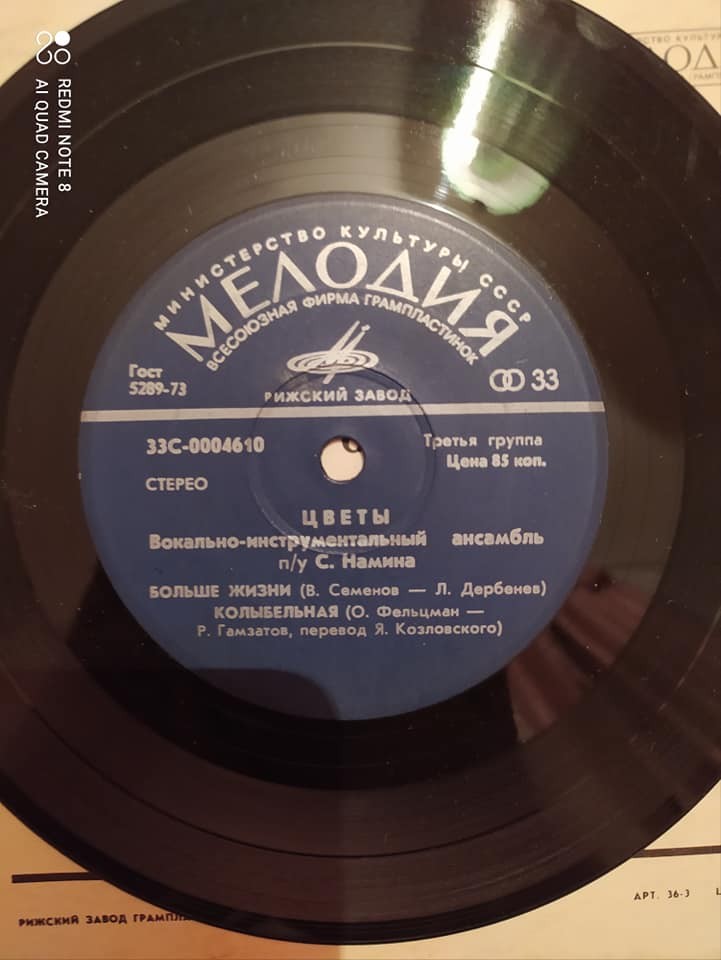 REDMI NOTE 8
AI QUAD CAMERA
МИНИСТЕРСТВО КУЛЬТУРЫ СССР
МЕЛОДИЯ
ВСЕСОЮЗНАЯ ФИРМА ГРАМПЛАСТИНОК
Гост
5289-73
33
РИЖСКИЙ ЗАВОД
33С-0004610
Третья группа
Цена 85 коп.
СТЕРЕО
ЦВЕТЫ
Вокально-инструментальный ансамбль
п/у С. Намина
БОЛЬШЕ ЖИЗНИ (В. Семенов — Л. Дербенев)
КОЛЫБЕЛЬНАЯ (О. Фельцман —
Р. Гамзатов, перевод Я. Козловского)
АРТ. 36-3
РИЖСКИЙ ЗАВОД